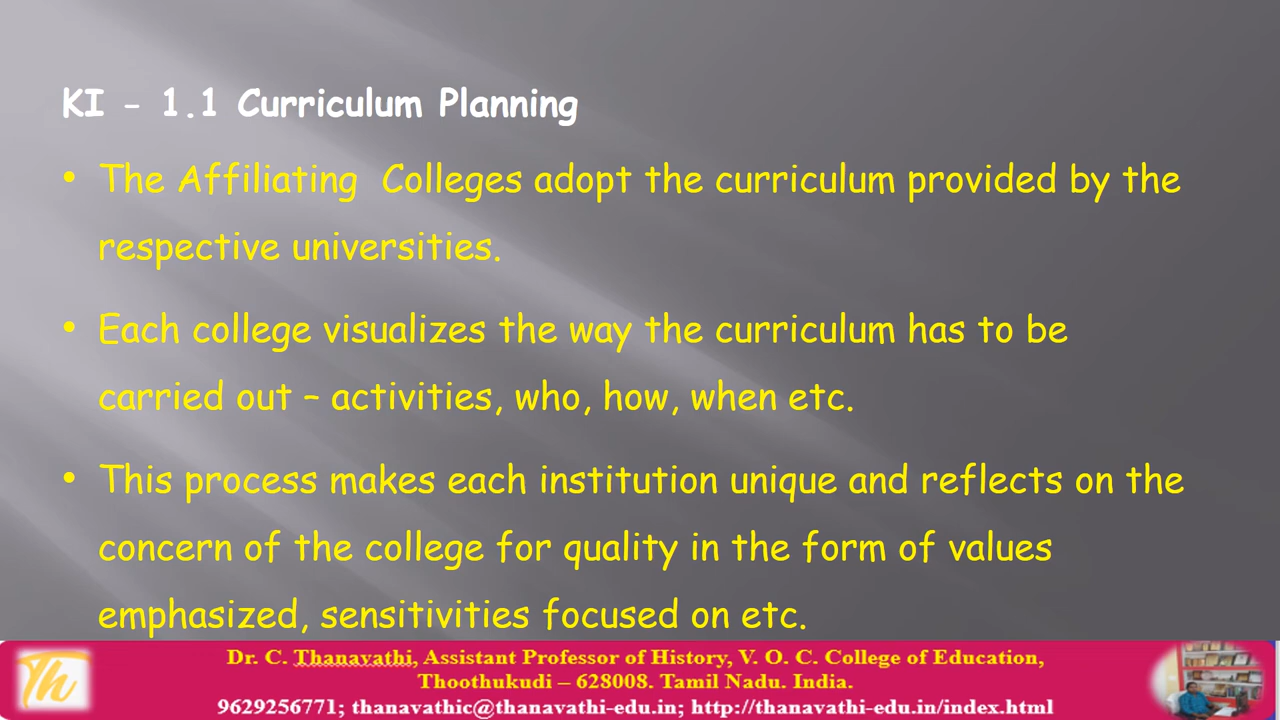 KI - 1.1 Curriculum Planning
• The Affiliating Colleges adopt the curriculum provided by the
respective universities.
• Each college visualizes the way the curriculum has to be
carried out – activities, who, how, when etc.
• This process makes each institution unique and reflects on the
concern of the college for quality in the form of values
emphasized, sensitivities focused on etc.
Th
Dr. C. Thanavathi, Assistant Professor of History, V. O. C. College of Education,
Thoothukudi – 628008. Tamil Nadu. India.
9629256771; thanavathic@thanavathi-edu.in; http://thanavathi-edu.in/index.html